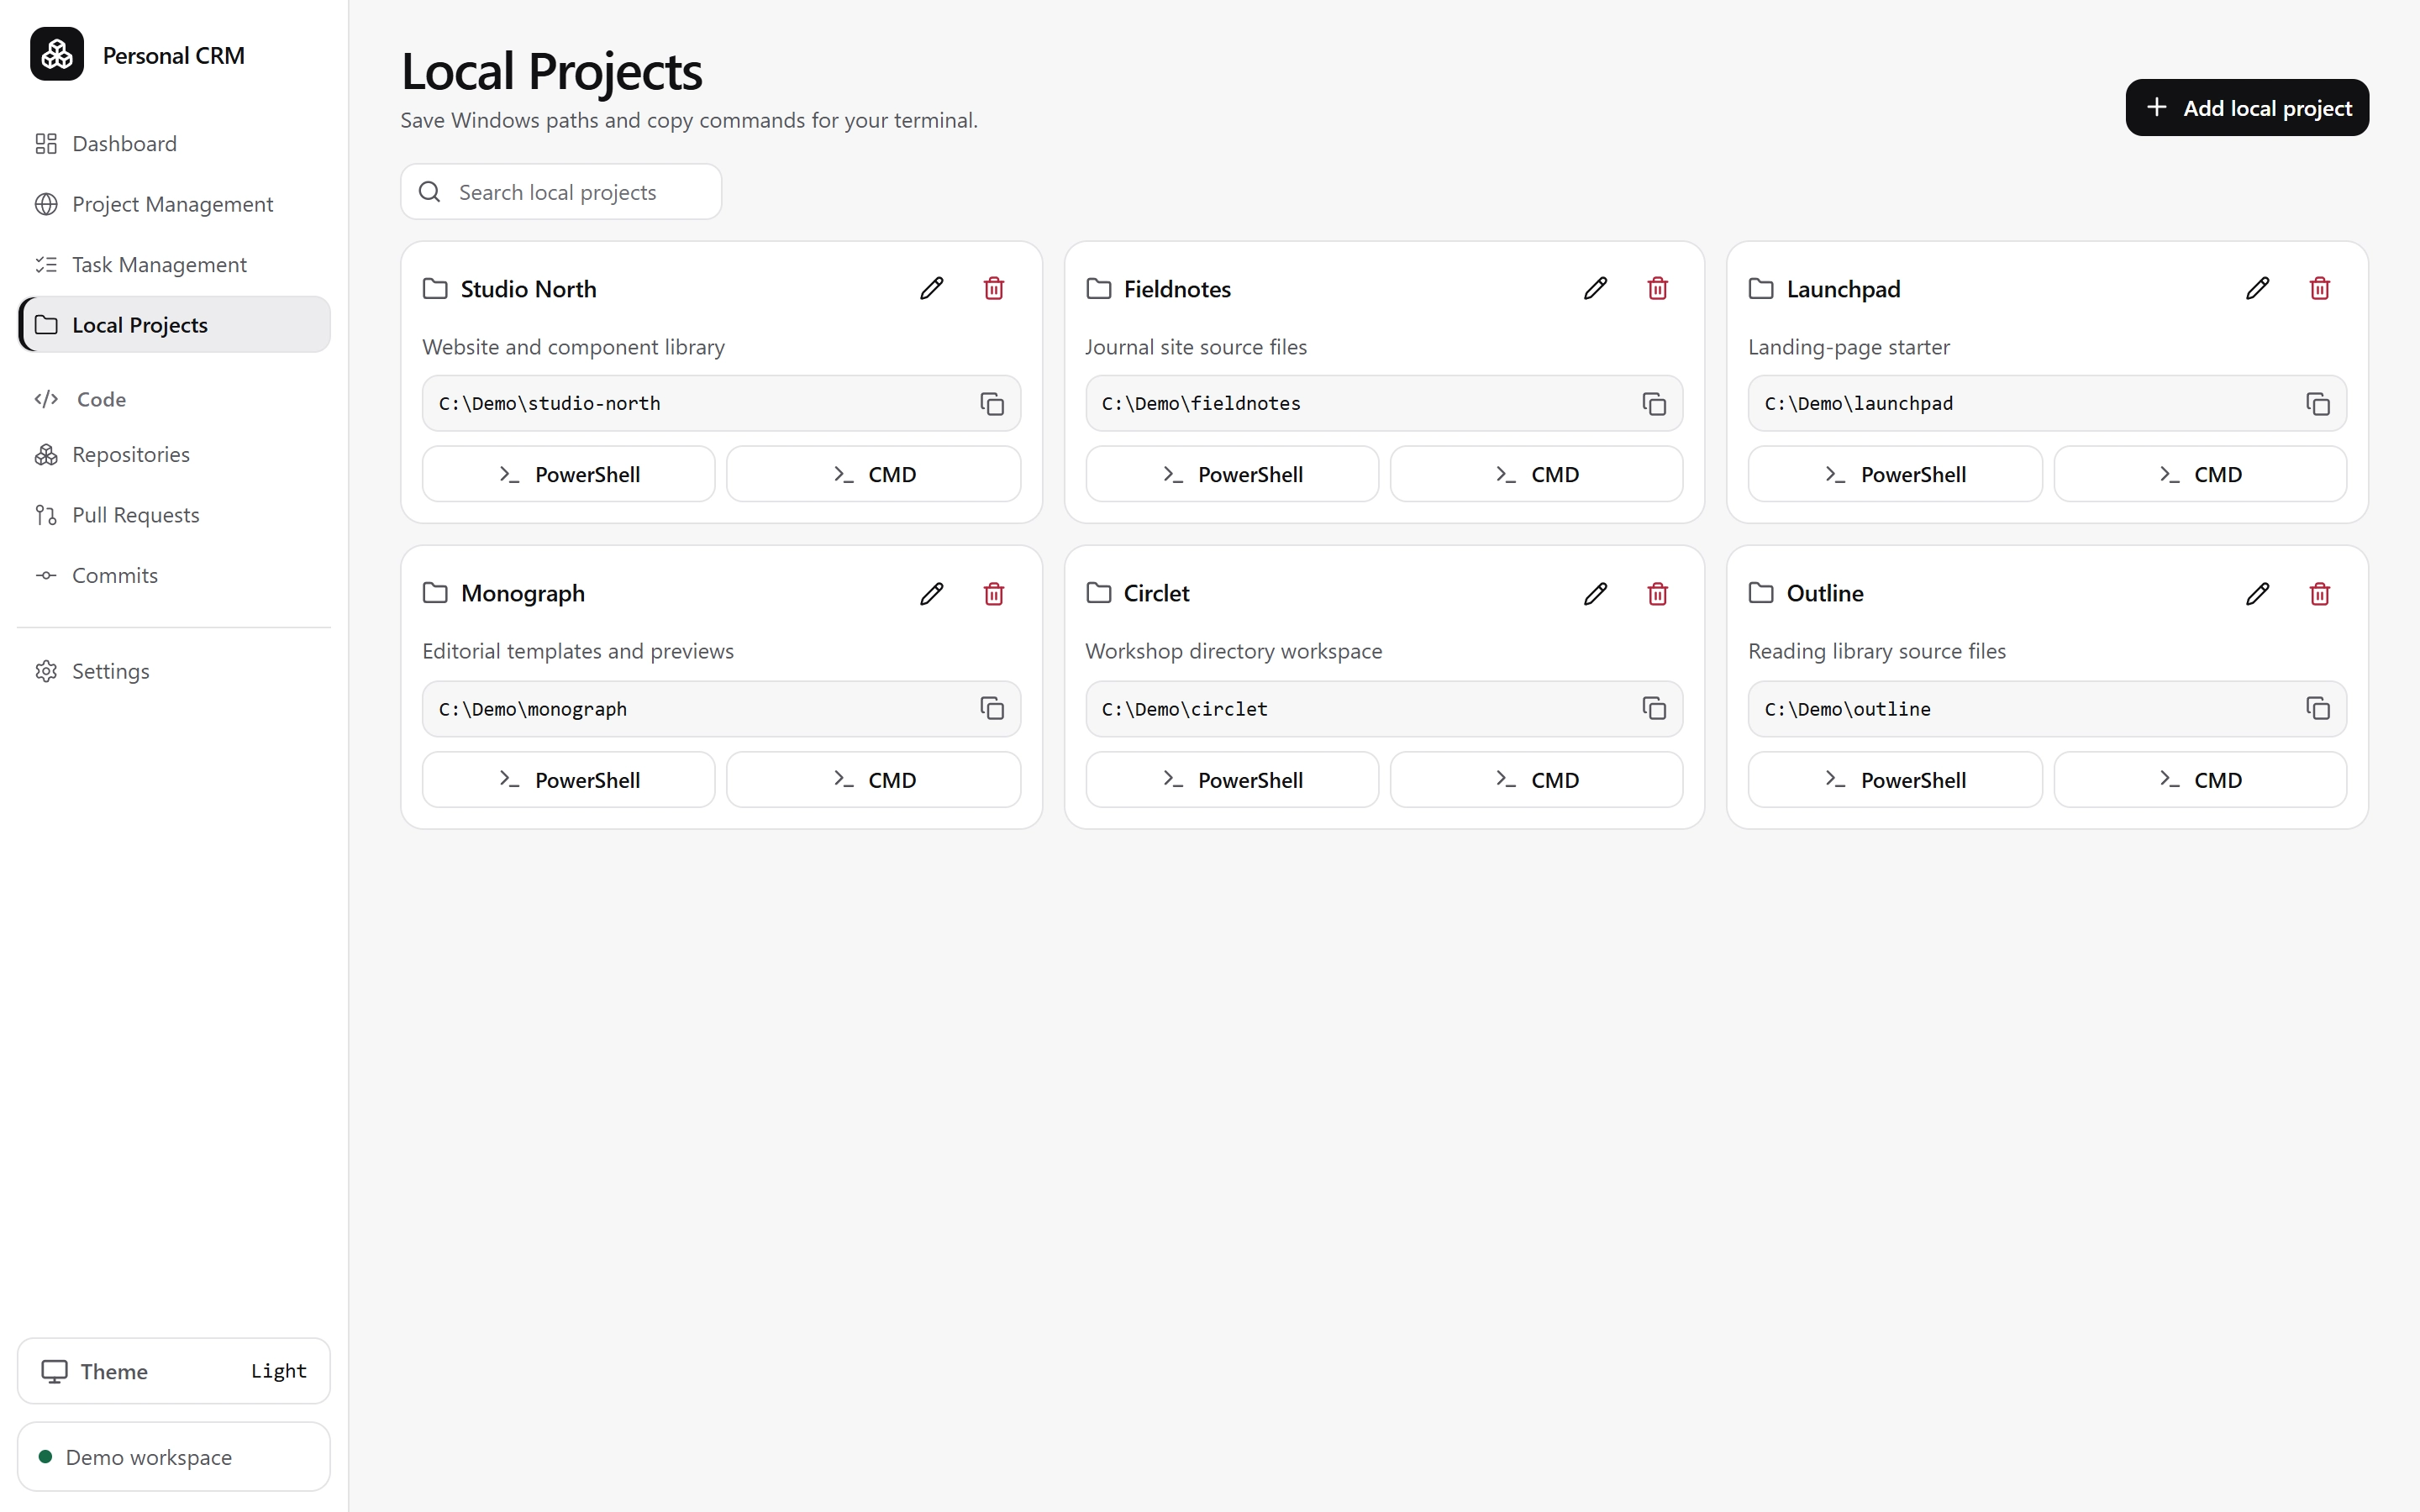 Personal CRM
Dashboard
Project Management
Task Management
Local Projects
Code
Repositories
Pull Requests
Commits
Settings
Theme Light
Demo workspace
Local Projects
Save Windows paths and copy commands for your terminal.
Add local project
Search local projects
Studio North
Website and component library
C:\Demo\studio-north
PowerShell CMD
Fieldnotes
Journal site source files
C:\Demo\fieldnotes
PowerShell CMD
Launchpad
Landing-page starter
C:\Demo\launchpad
PowerShell CMD
Monograph
Editorial templates and previews
C:\Demo\monograph
PowerShell CMD
Circlet
Workshop directory workspace
C:\Demo\circlet
PowerShell CMD
Outline
Reading library source files
C:\Demo\outline
PowerShell CMD